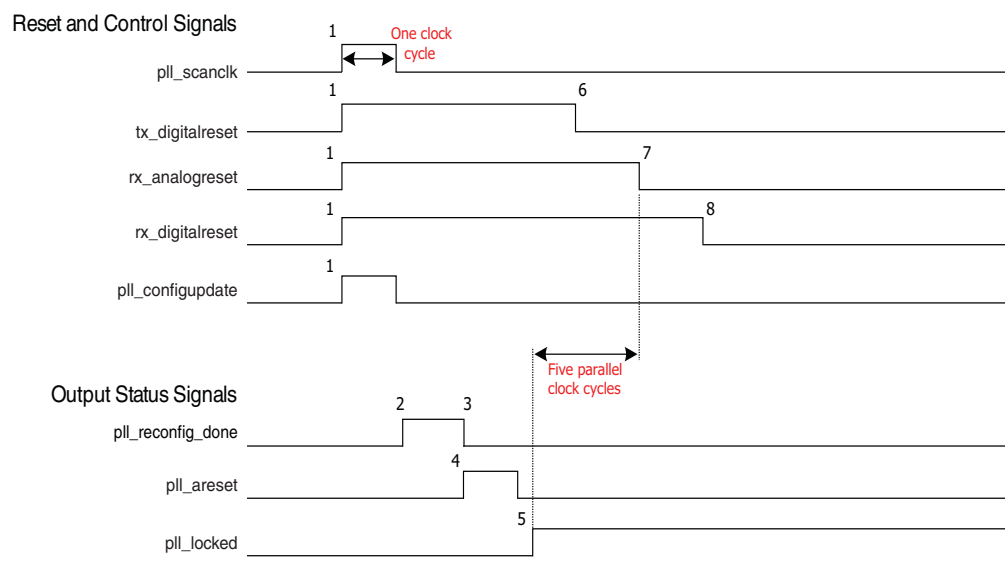 Reset and Control Signals
1
One clock
cycle
pll_scanclk
1
6
tx_digitalreset
1
7
rx_analogreset
1
8
rx_digitalreset
1
pll_configupdate
Five parallel
clock cycles
Output Status Signals
2
3
pll_reconfig_done
4
pll_areset
5
pll_locked